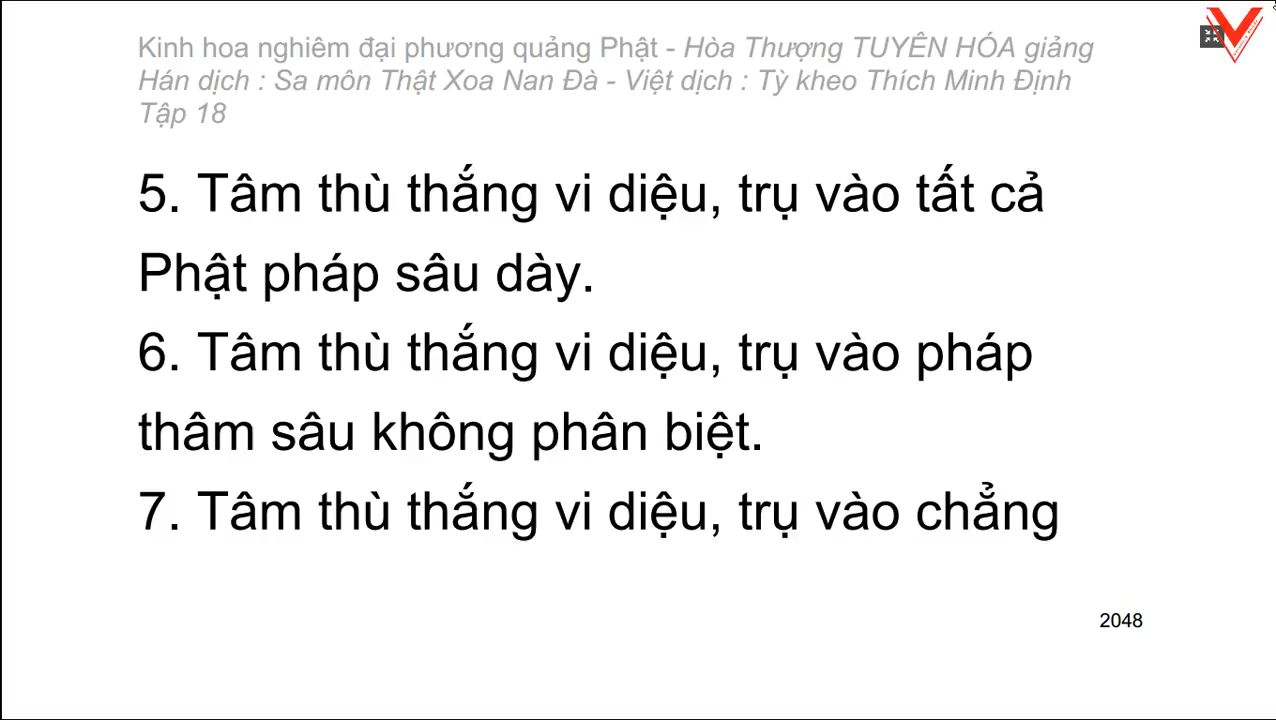 Kinh hoa nghiêm đại phương quảng Phật - Hòa Thượng TUYÊN HÓA giảng
Hán dịch : Sa môn Thật Xoa Nan Đà - Việt dịch : Tỳ kheo Thích Minh Định
Tập 18
5. Tâm thù thắng vi diệu, trụ vào tất cả
Phật pháp sâu dày.
6. Tâm thù thắng vi diệu, trụ vào pháp
thâm sâu không phân biệt.
7. Tâm thù thắng vi diệu, trụ vào chẳng
2048